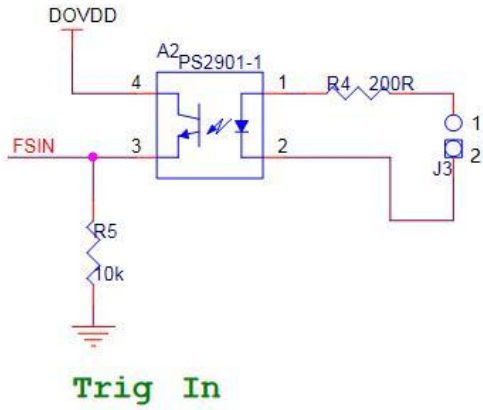 DOVDD
A2
PS2901-1
4
1
R4 200R
1
FSIN
3
2
2
J3
R5
10k
Trig In